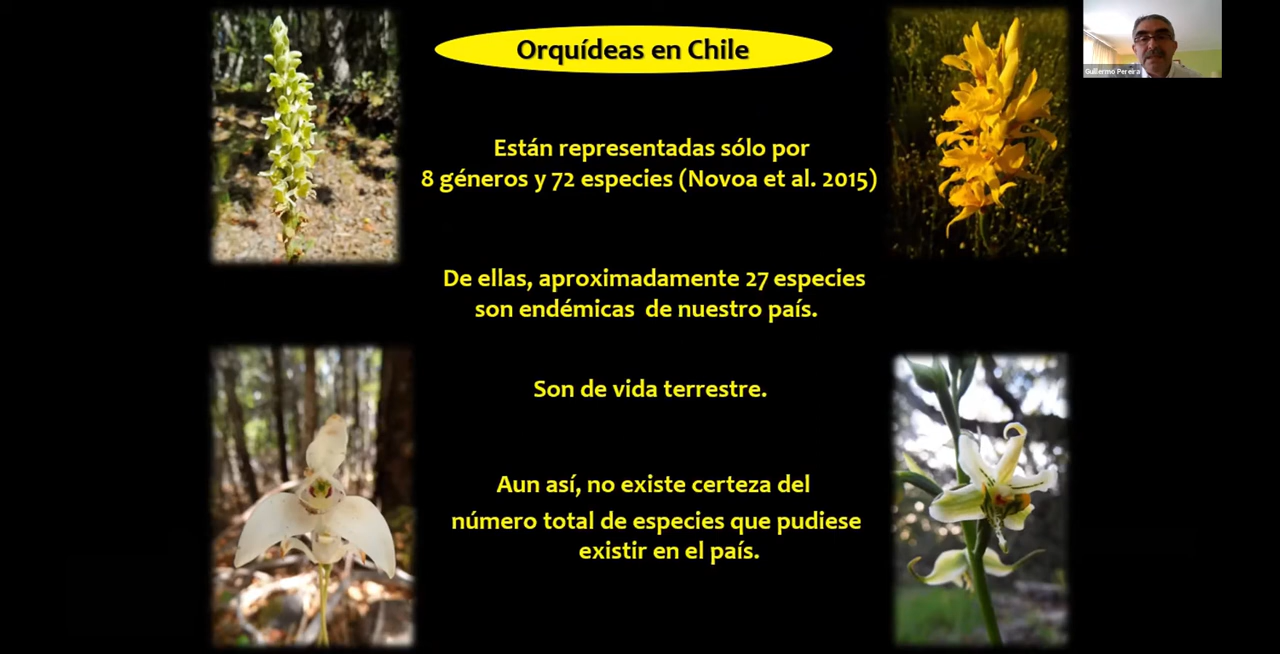 Orquídeas en Chile
Guillermo Pereira
Están representadas sólo por
8 géneros y 72 especies (Novoa et al. 2015)
De ellas, aproximadamente 27 especies
son endémicas de nuestro país.
Son de vida terrestre.
Aun así, no existe certeza del
número total de especies que pudiese
existir en el país.